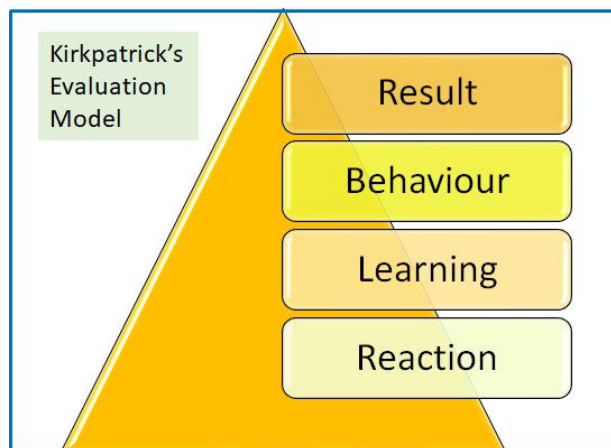 Kirkpatrick’s
Evaluation
Model
Result
Behaviour
Learning
Reaction